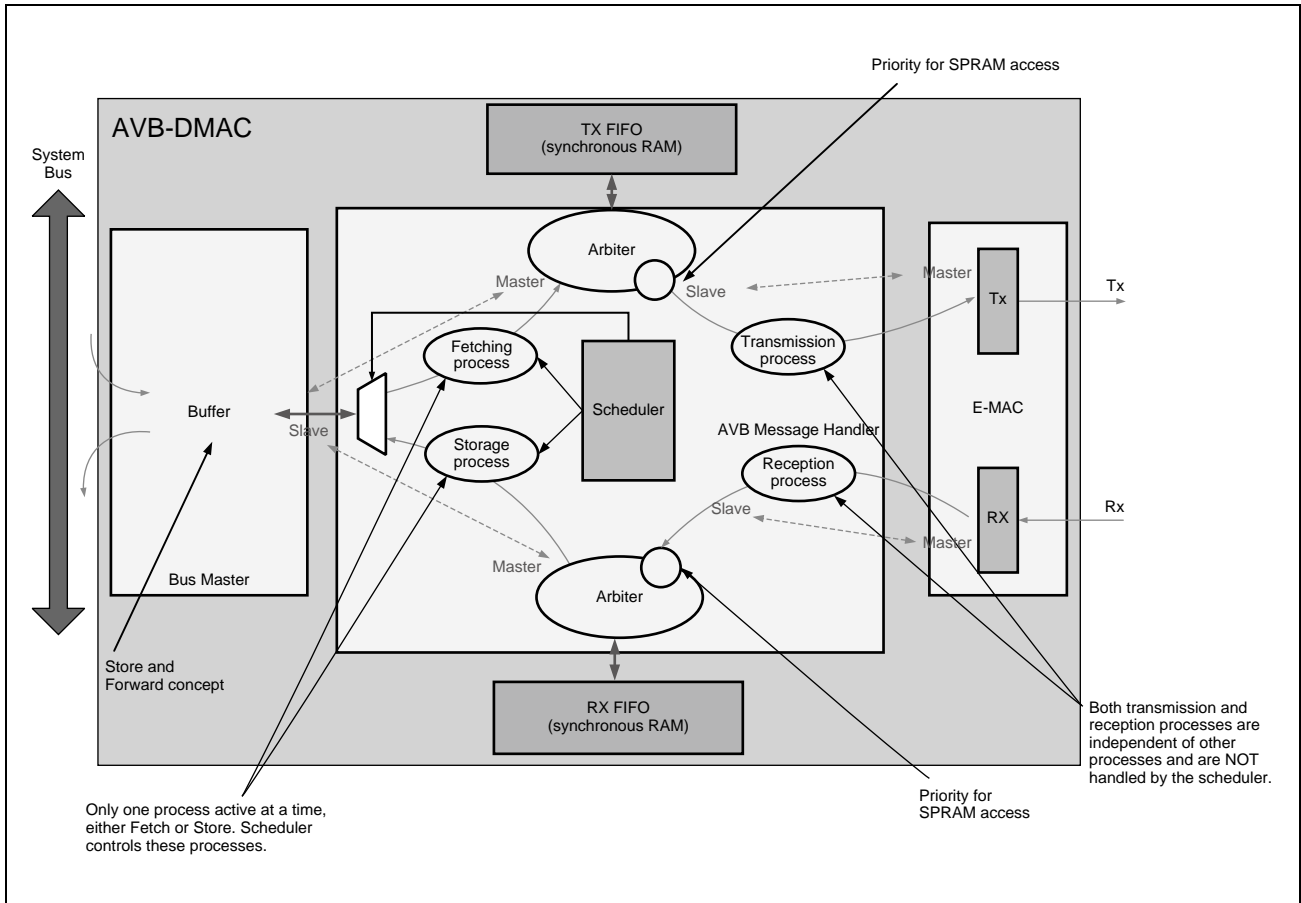 Priority for SPRAM access
AVB-DMAC
TX FIFO
(synchronous RAM)
System
Bus
Arbiter
Master
Slave
Master
Tx
Tx
Fetching
process
Transmission
process
Buffer
Scheduler
E-MAC
Slave
AVB Message Handler
Storage
process
Reception
process
Slave
RX
Rx
Master
Master
Bus Master
Arbiter
Store and
Forward concept
RX FIFO
(synchronous RAM)
Both transmission and
reception processes are
independent of other
processes and are NOT
handled by the scheduler.
Only one process active at a time,
either Fetch or Store. Scheduler
controls these processes.
Priority for
SPRAM access